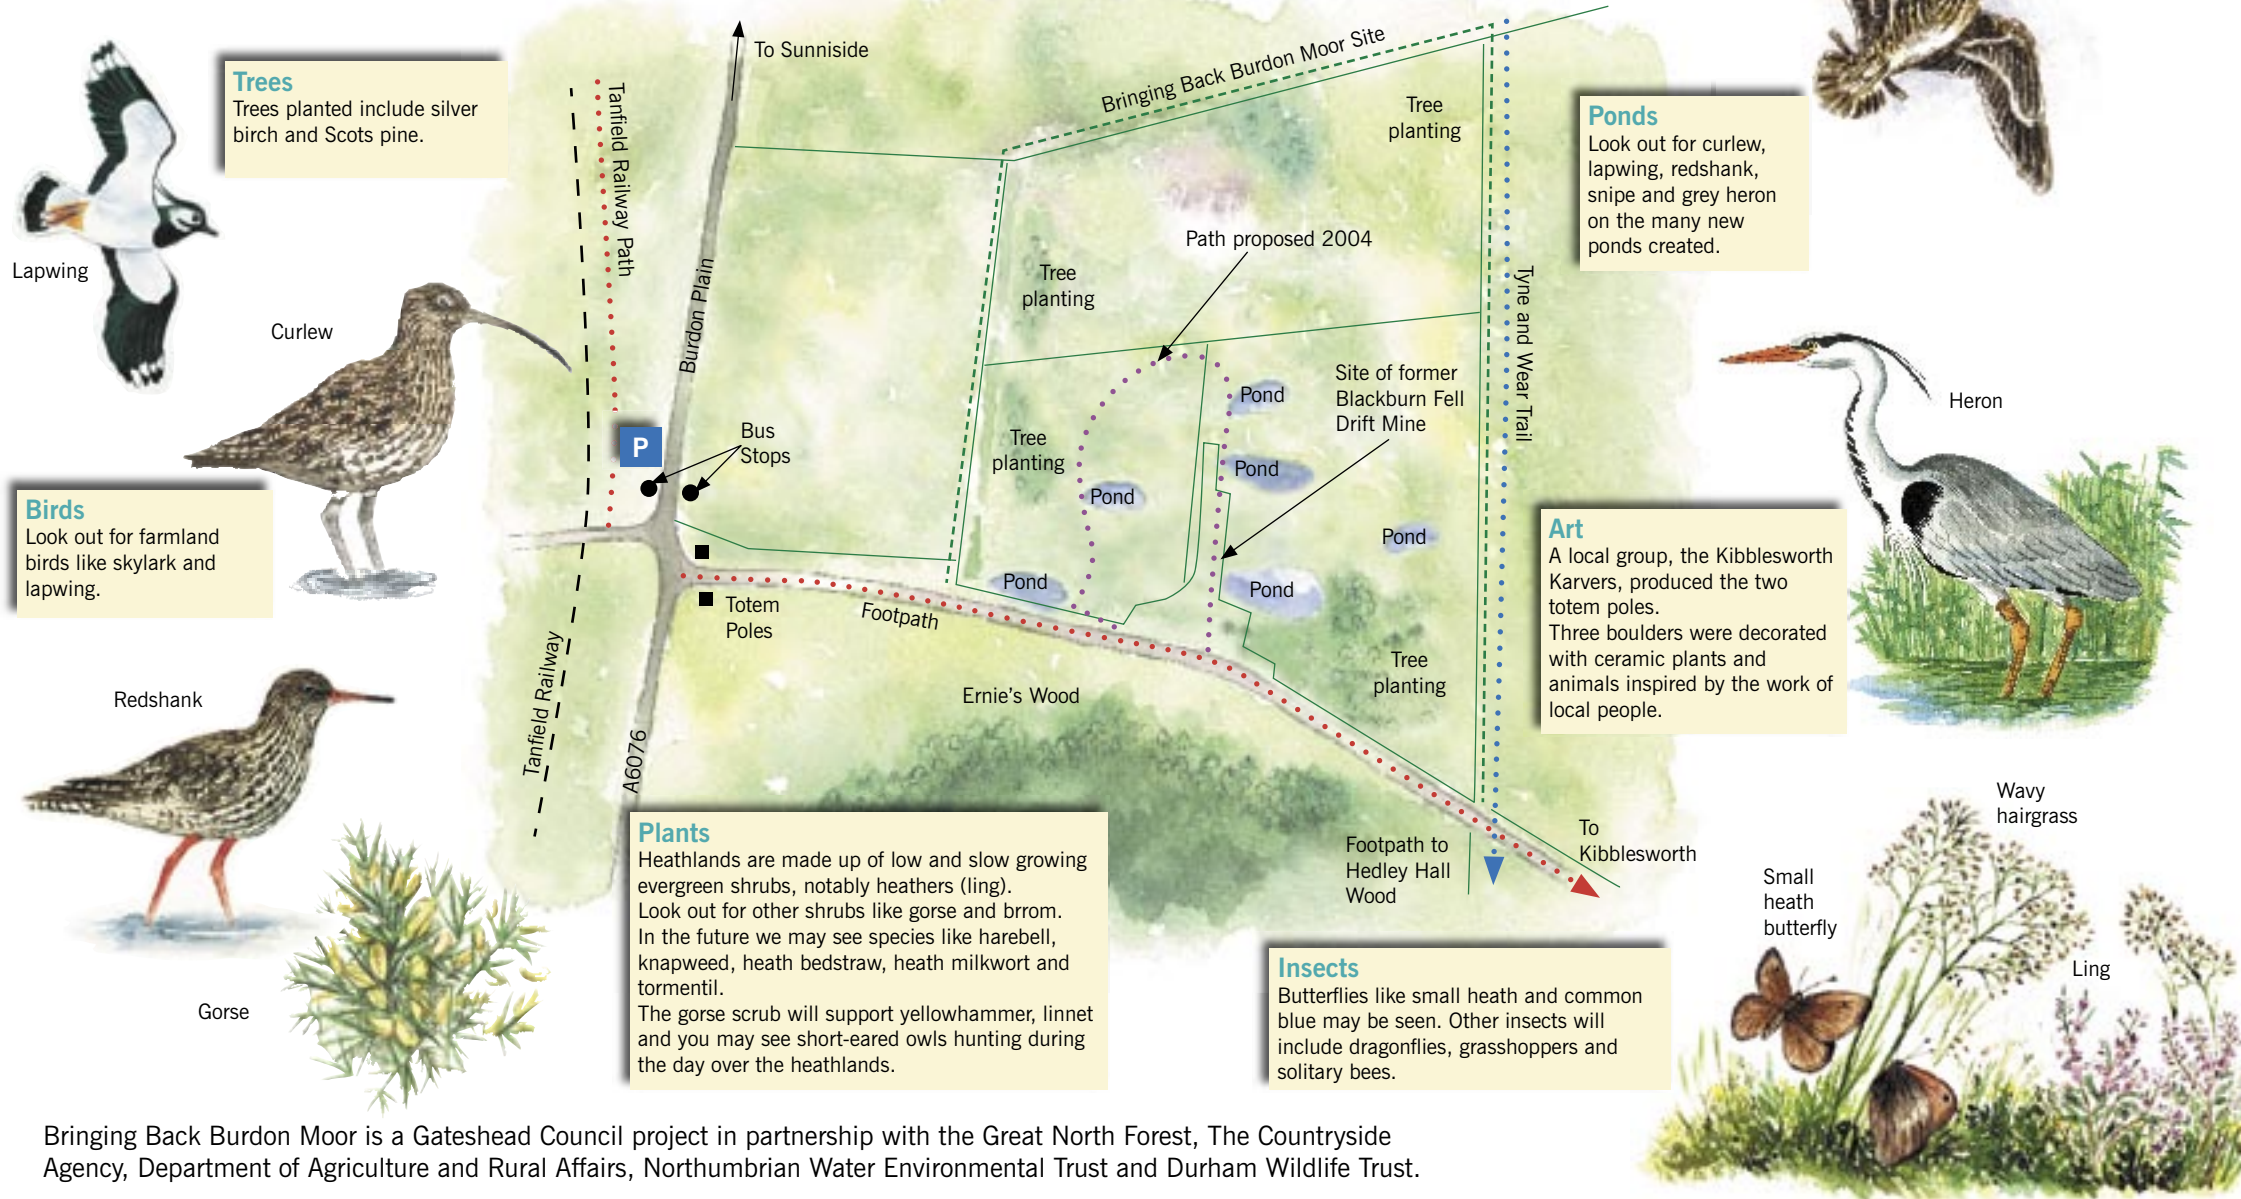 To Sunniside
Bringing Back Burdon Moor Site
Trees
Trees planted include silver
birch and Scots pine.
Tanfield Railway Path
Tree
planting
Ponds
Look out for curlew,
lapwing, redshank,
snipe and grey heron
on the many new
ponds created.
Lapwing
Curlew
Burdon Plain
Path proposed 2004
Tree
planting
Tyne and Wear Trail
Site of former
Blackburn Fell
Drift Mine
Heron
P
Bus
Stops
Tree
planting
Pond
Pond
Pond
Pond
Pond
Pond
Birds
Look out for farmland
birds like skylark and
lapwing.
Art
A local group, the Kibblesworth
Karvers, produced the two
totem poles.
Three boulders were decorated
with ceramic plants and
animals inspired by the work of
local people.
Totem
Poles
Footpath
Tanfield Railway
A6076
Ernie's Wood
Tree
planting
Redshank
Gorse
Plants
Heathlands are made up of low and slow growing
evergreen shrubs, notably heathers (ling).
Look out for other shrubs like gorse and brrom.
In the future we may see species like harebell,
knapweed, heath bedstraw, heath milkwort and
tormentil.
The gorse scrub will support yellowhammer, linnet
and you may see short-eared owls hunting during
the day over the heathlands.
Footpath to
Hedley Hall
Wood
To
Kibblesworth
Insects
Butterflies like small heath and common
blue may be seen. Other insects will
include dragonflies, grasshoppers and
solitary bees.
Wavy
hairgrass
Small
heath
butterfly
Ling
Bringing Back Burdon Moor is a Gateshead Council project in partnership with the Great North Forest, The Countryside
Agency, Department of Agriculture and Rural Affairs, Northumbrian Water Environmental Trust and Durham Wildlife Trust.